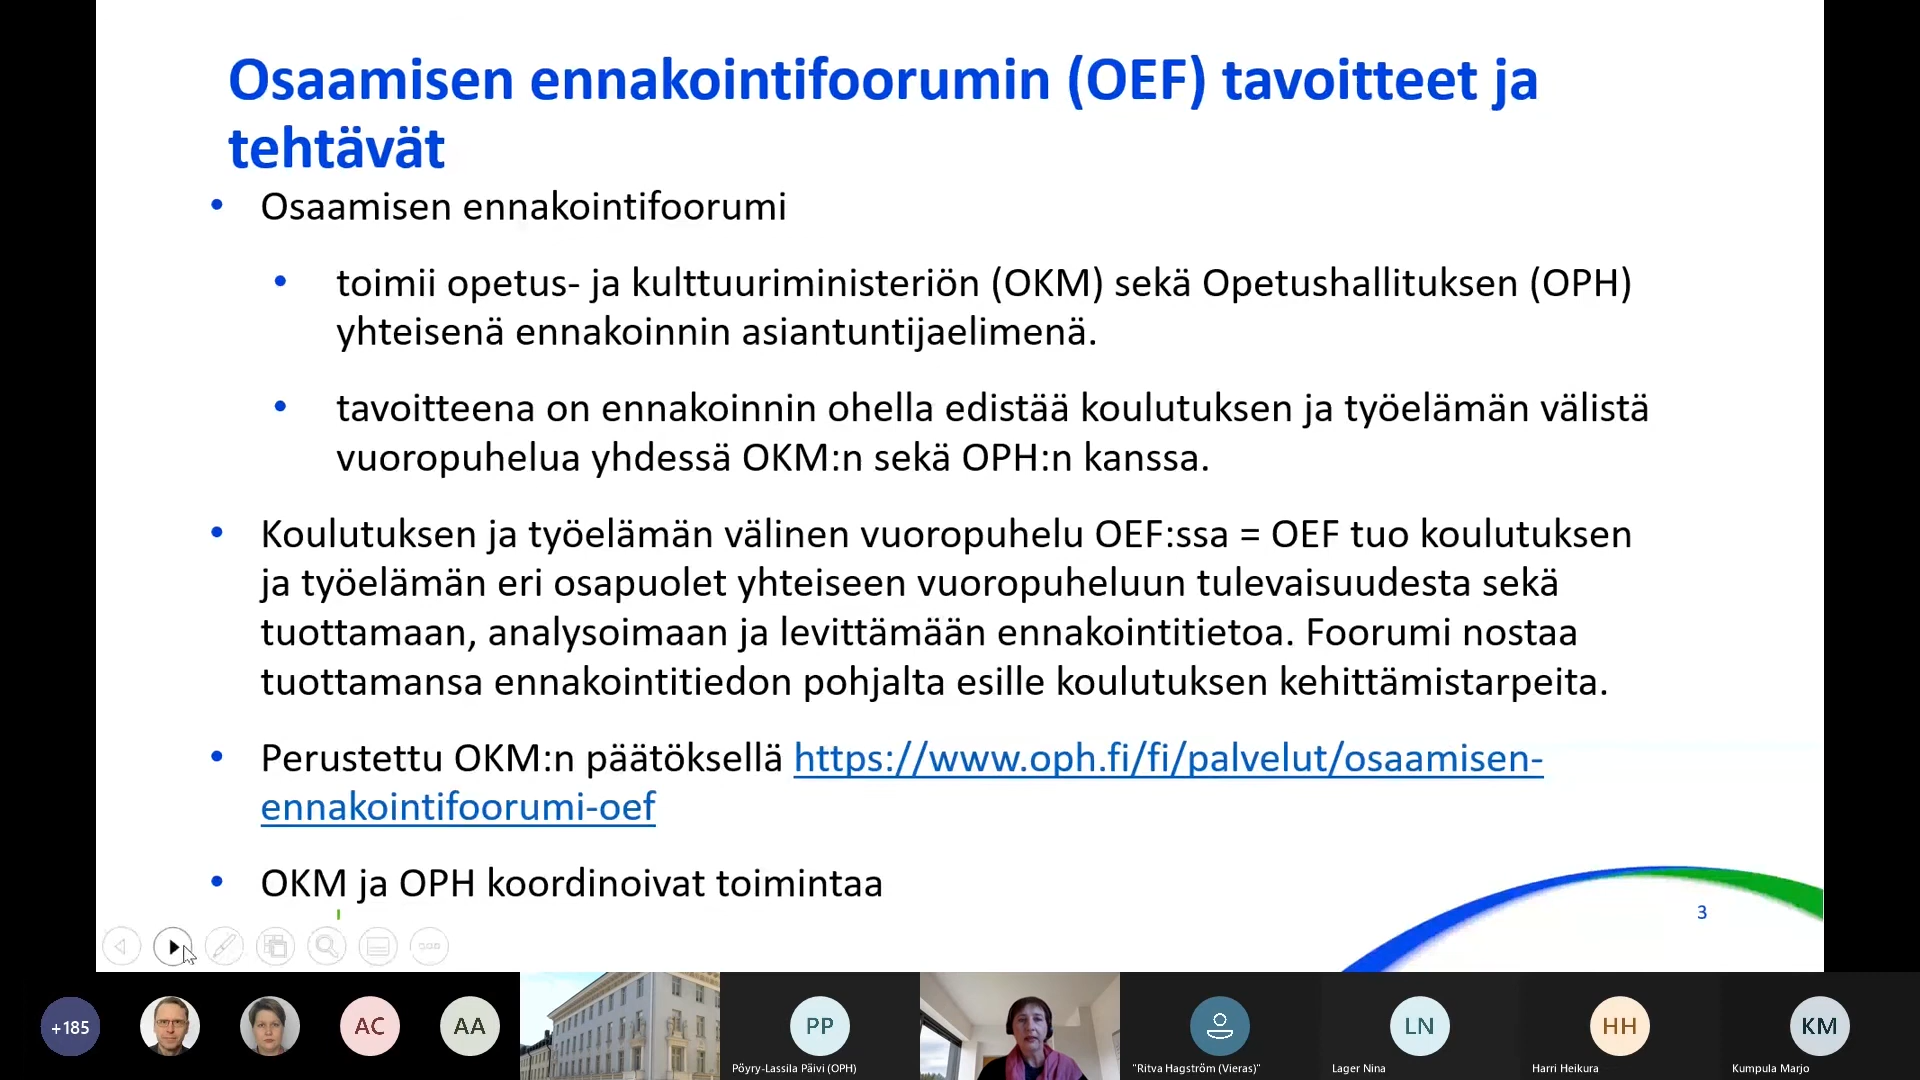 Osaamisen ennakointifoorumin (OEF) tavoitteet ja
tehtävät
• Osaamisen ennakointifoorumi
• toimii opetus- ja kulttuuriministeriön (OKM) sekä Opetushallituksen (OPH)
yhteisenä ennakoinnin asiantuntijaelimenä.
• tavoitteena on ennakoinnin ohella edistää koulutuksen ja työelämän välistä
vuoropuhelua yhdessä OKM:n sekä OPH:n kanssa.
• Koulutuksen ja työelämän välinen vuoropuhelu OEF:ssa = OEF tuo koulutuksen
ja työelämän eri osapuolet yhteiseen vuoropuheluun tulevaisuudesta sekä
tuottamaan, analysoimaan ja levittämään ennakointitietoa. Foorumi nostaa
tuottamansa ennakointitiedon pohjalta esille koulutuksen kehittämistarpeita.
• Perustettu OKM:n päätöksellä https://www.oph.fi/fi/palvelut/osaamisen-
ennakointifoorumi-oef
• OKM ja OPH koordinoivat toimintaa
3
+185
AC
AA
PP
LN
HH
KM
Pöyry-Lassila Päivi (OPH)
"Ritva Hagström (Vieras)"
Lager Nina
Harri Heikura
Kumpula Marjo